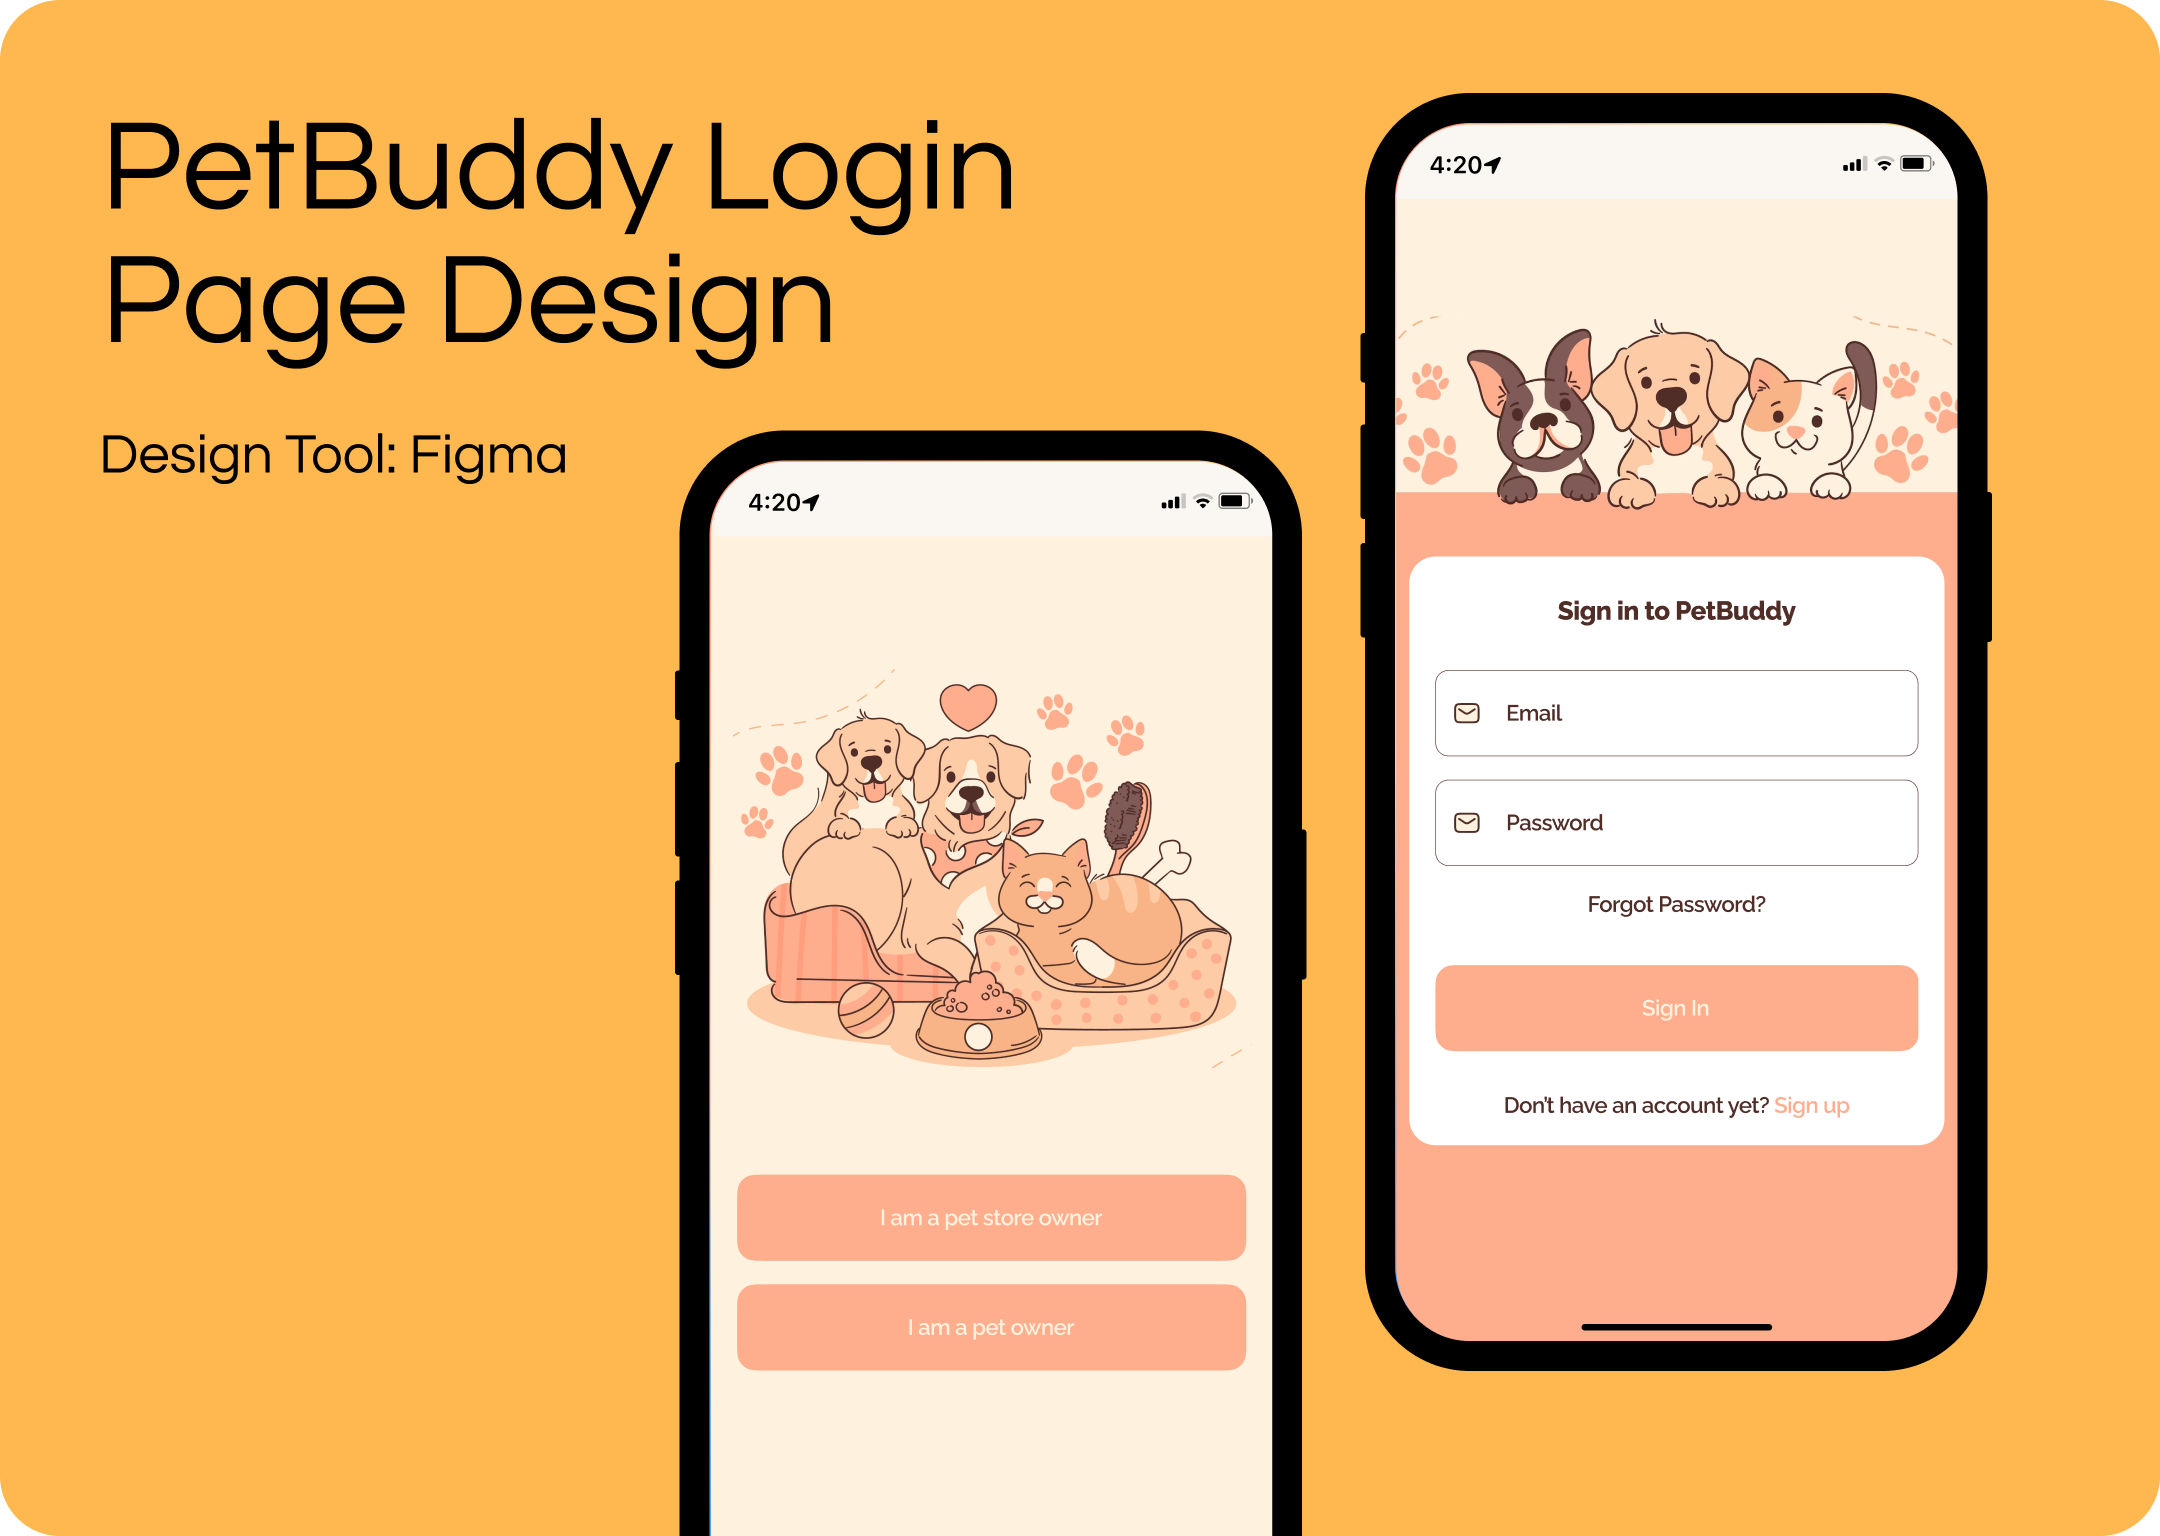 PetBuddy Login
Page Design
Design Tool: Figma
4:20
I am a pet store owner
I am a pet owner
4:20
Sign in to PetBuddy
Email
Password
Forgot Password?
Sign In
Don't have an account yet? Sign up